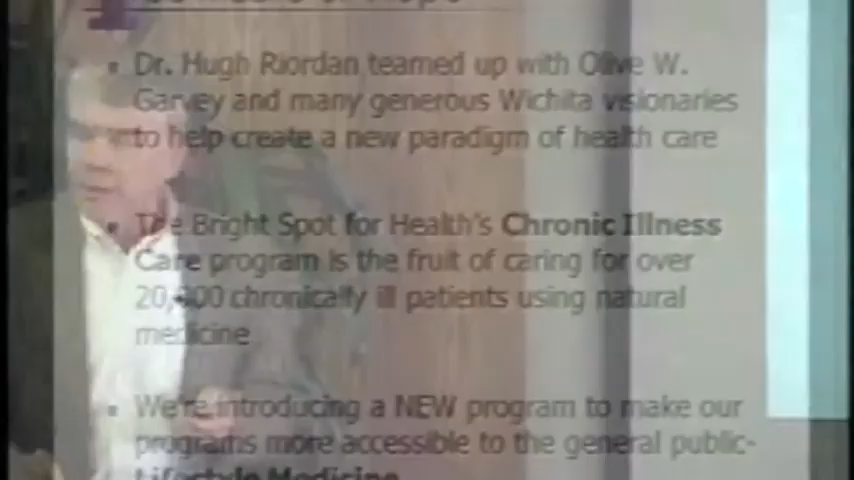 • Dr. Hugh Riordan teamed up with Olive W.
Garvey and many generous Wichita visionaries
to help create a new paradigm of health care
• The Bright Spot for Health's Chronic Illness
Care program is the fruit of caring for over
20,000 chronically ill patients using natural
medicine
• We're introducing a NEW program to make our
programs more accessible to the general public-
Lifestyle Medicine